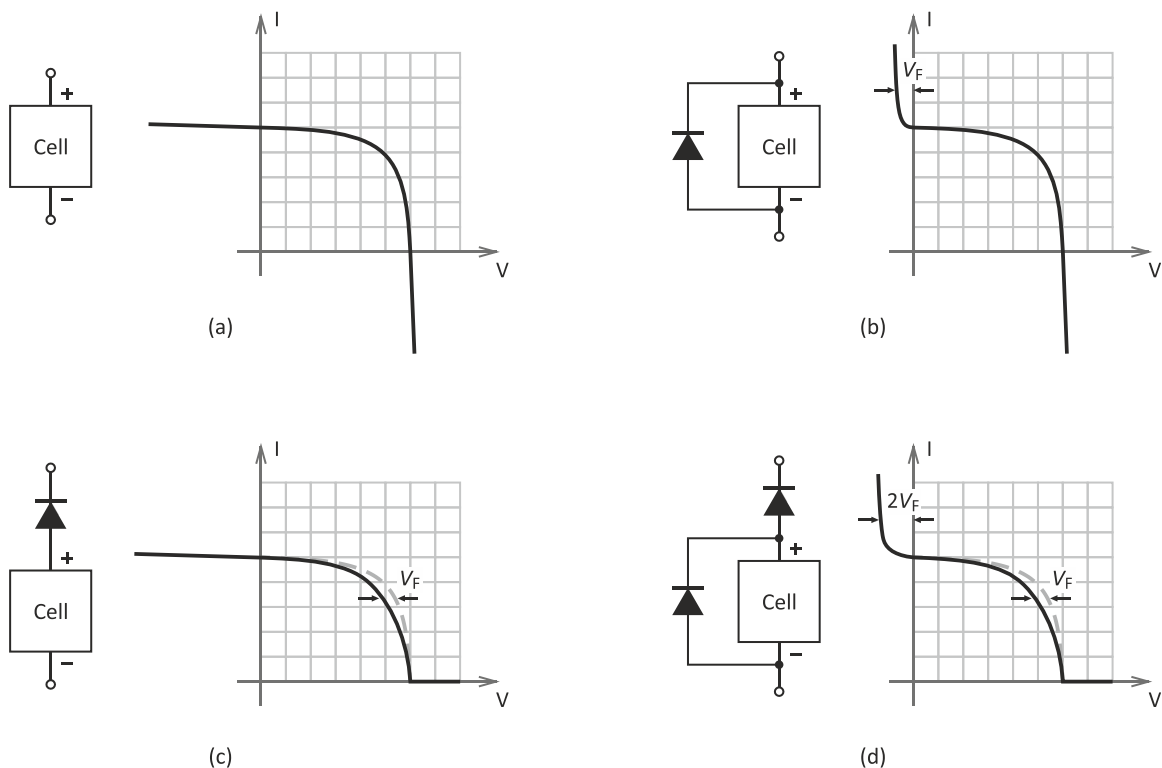 I
+
Cell
−
V
(a)
I
V_F
+
Cell
−
V
(b)
I
+
Cell
−
V_F
V
(c)
I
2V_F
+
Cell
−
V_F
V
(d)